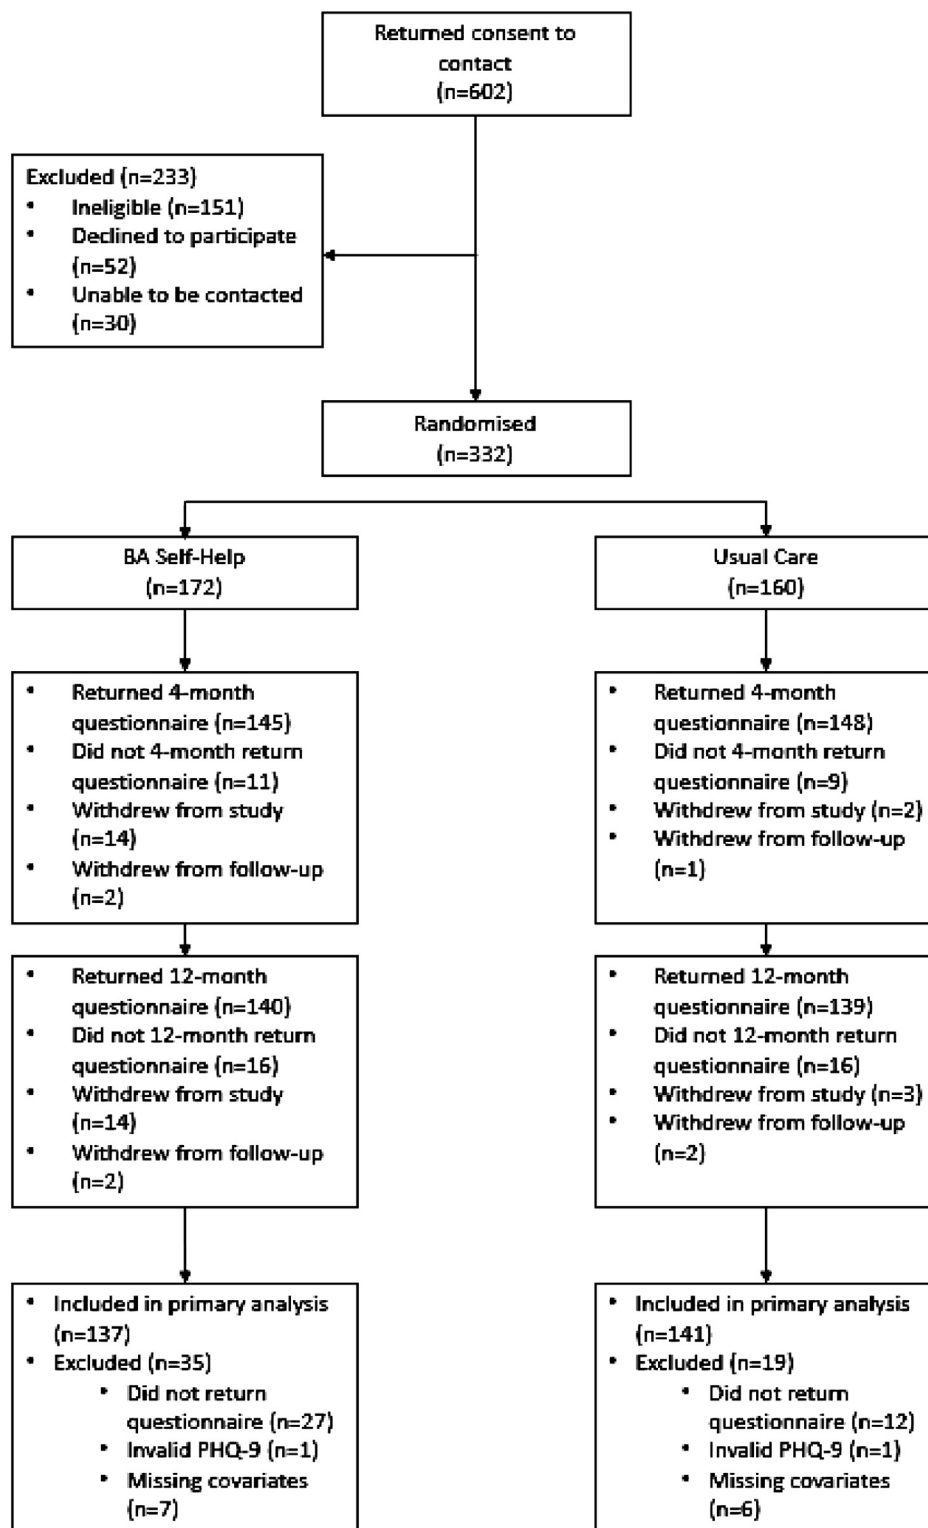 Returned consent to
contact
(n=602)
Excluded (n=233)
• Ineligible (n=151)
• Declined to participate
(n=52)
• Unable to be contacted
(n=30)
Randomised
(n=332)
BA Self-Help
(n=172)
Usual Care
(n=160)
• Returned 4-month
questionnaire (n=145)
• Did not 4-month return
questionnaire (n=11)
• Withdrew from study
(n=14)
• Withdrew from follow-up
(n=2)
• Returned 4-month
questionnaire (n=148)
• Did not 4-month return
questionnaire (n=9)
• Withdrew from study (n=2)
• Withdrew from follow-up
(n=1)
• Returned 12-month
questionnaire (n=140)
• Did not 12-month return
questionnaire (n=16)
• Withdrew from study
(n=14)
• Withdrew from follow-up
(n=2)
• Returned 12-month
questionnaire (n=139)
• Did not 12-month return
questionnaire (n=16)
• Withdrew from study (n=3)
• Withdrew from follow-up
(n=2)
• Included in primary analysis
(n=137)
• Excluded (n=35)
• Did not return
questionnaire (n=27)
• Invalid PHQ-9 (n=1)
• Missing covariates
(n=7)
• Included in primary analysis
(n=141)
• Excluded (n=19)
• Did not return
questionnaire (n=12)
• Invalid PHQ-9 (n=1)
• Missing covariates
(n=6)